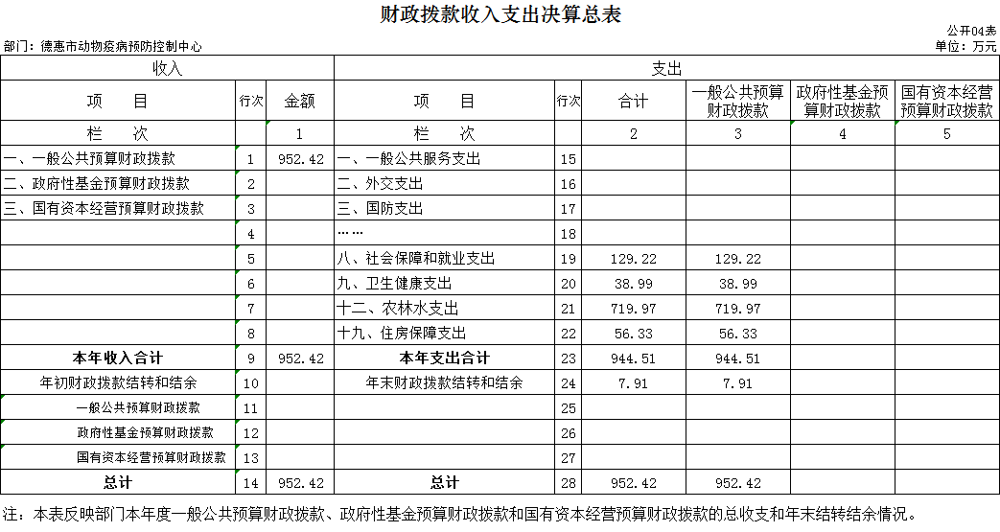 财政拨款收入支出决算总表
公开04表
部门：德惠市动物疫病预防控制中心 单位：万元
收入 支出
项 目 行次 金额 项 目 行次 合计 一般公共预算财政拨款 政府性基金预算财政拨款 国有资本经营预算财政拨款
栏 次 1 栏 次 2 3 4 5
一、一般公共预算财政拨款 1 952.42 一、一般公共服务支出 15
二、政府性基金预算财政拨款 2 二、外交支出 16
三、国有资本经营预算财政拨款 3 三、国防支出 17
4 …… 18
5 八、社会保障和就业支出 19 129.22 129.22
6 九、卫生健康支出 20 38.99 38.99
7 十二、农林水支出 21 719.97 719.97
8 十九、住房保障支出 22 56.33 56.33
本年收入合计 9 952.42 本年支出合计 23 944.51 944.51
年初财政拨款结转和结余 10 年末财政拨款结转和结余 24 7.91 7.91
一般公共预算财政拨款 11 25
政府性基金预算财政拨款 12 26
国有资本经营预算财政拨款 13 27
总计 14 952.42 总计 28 952.42 952.42
注：本表反映部门本年度一般公共预算财政拨款、政府性基金预算财政拨款和国有资本经营预算财政拨款的总收支和年末结转结余情况。